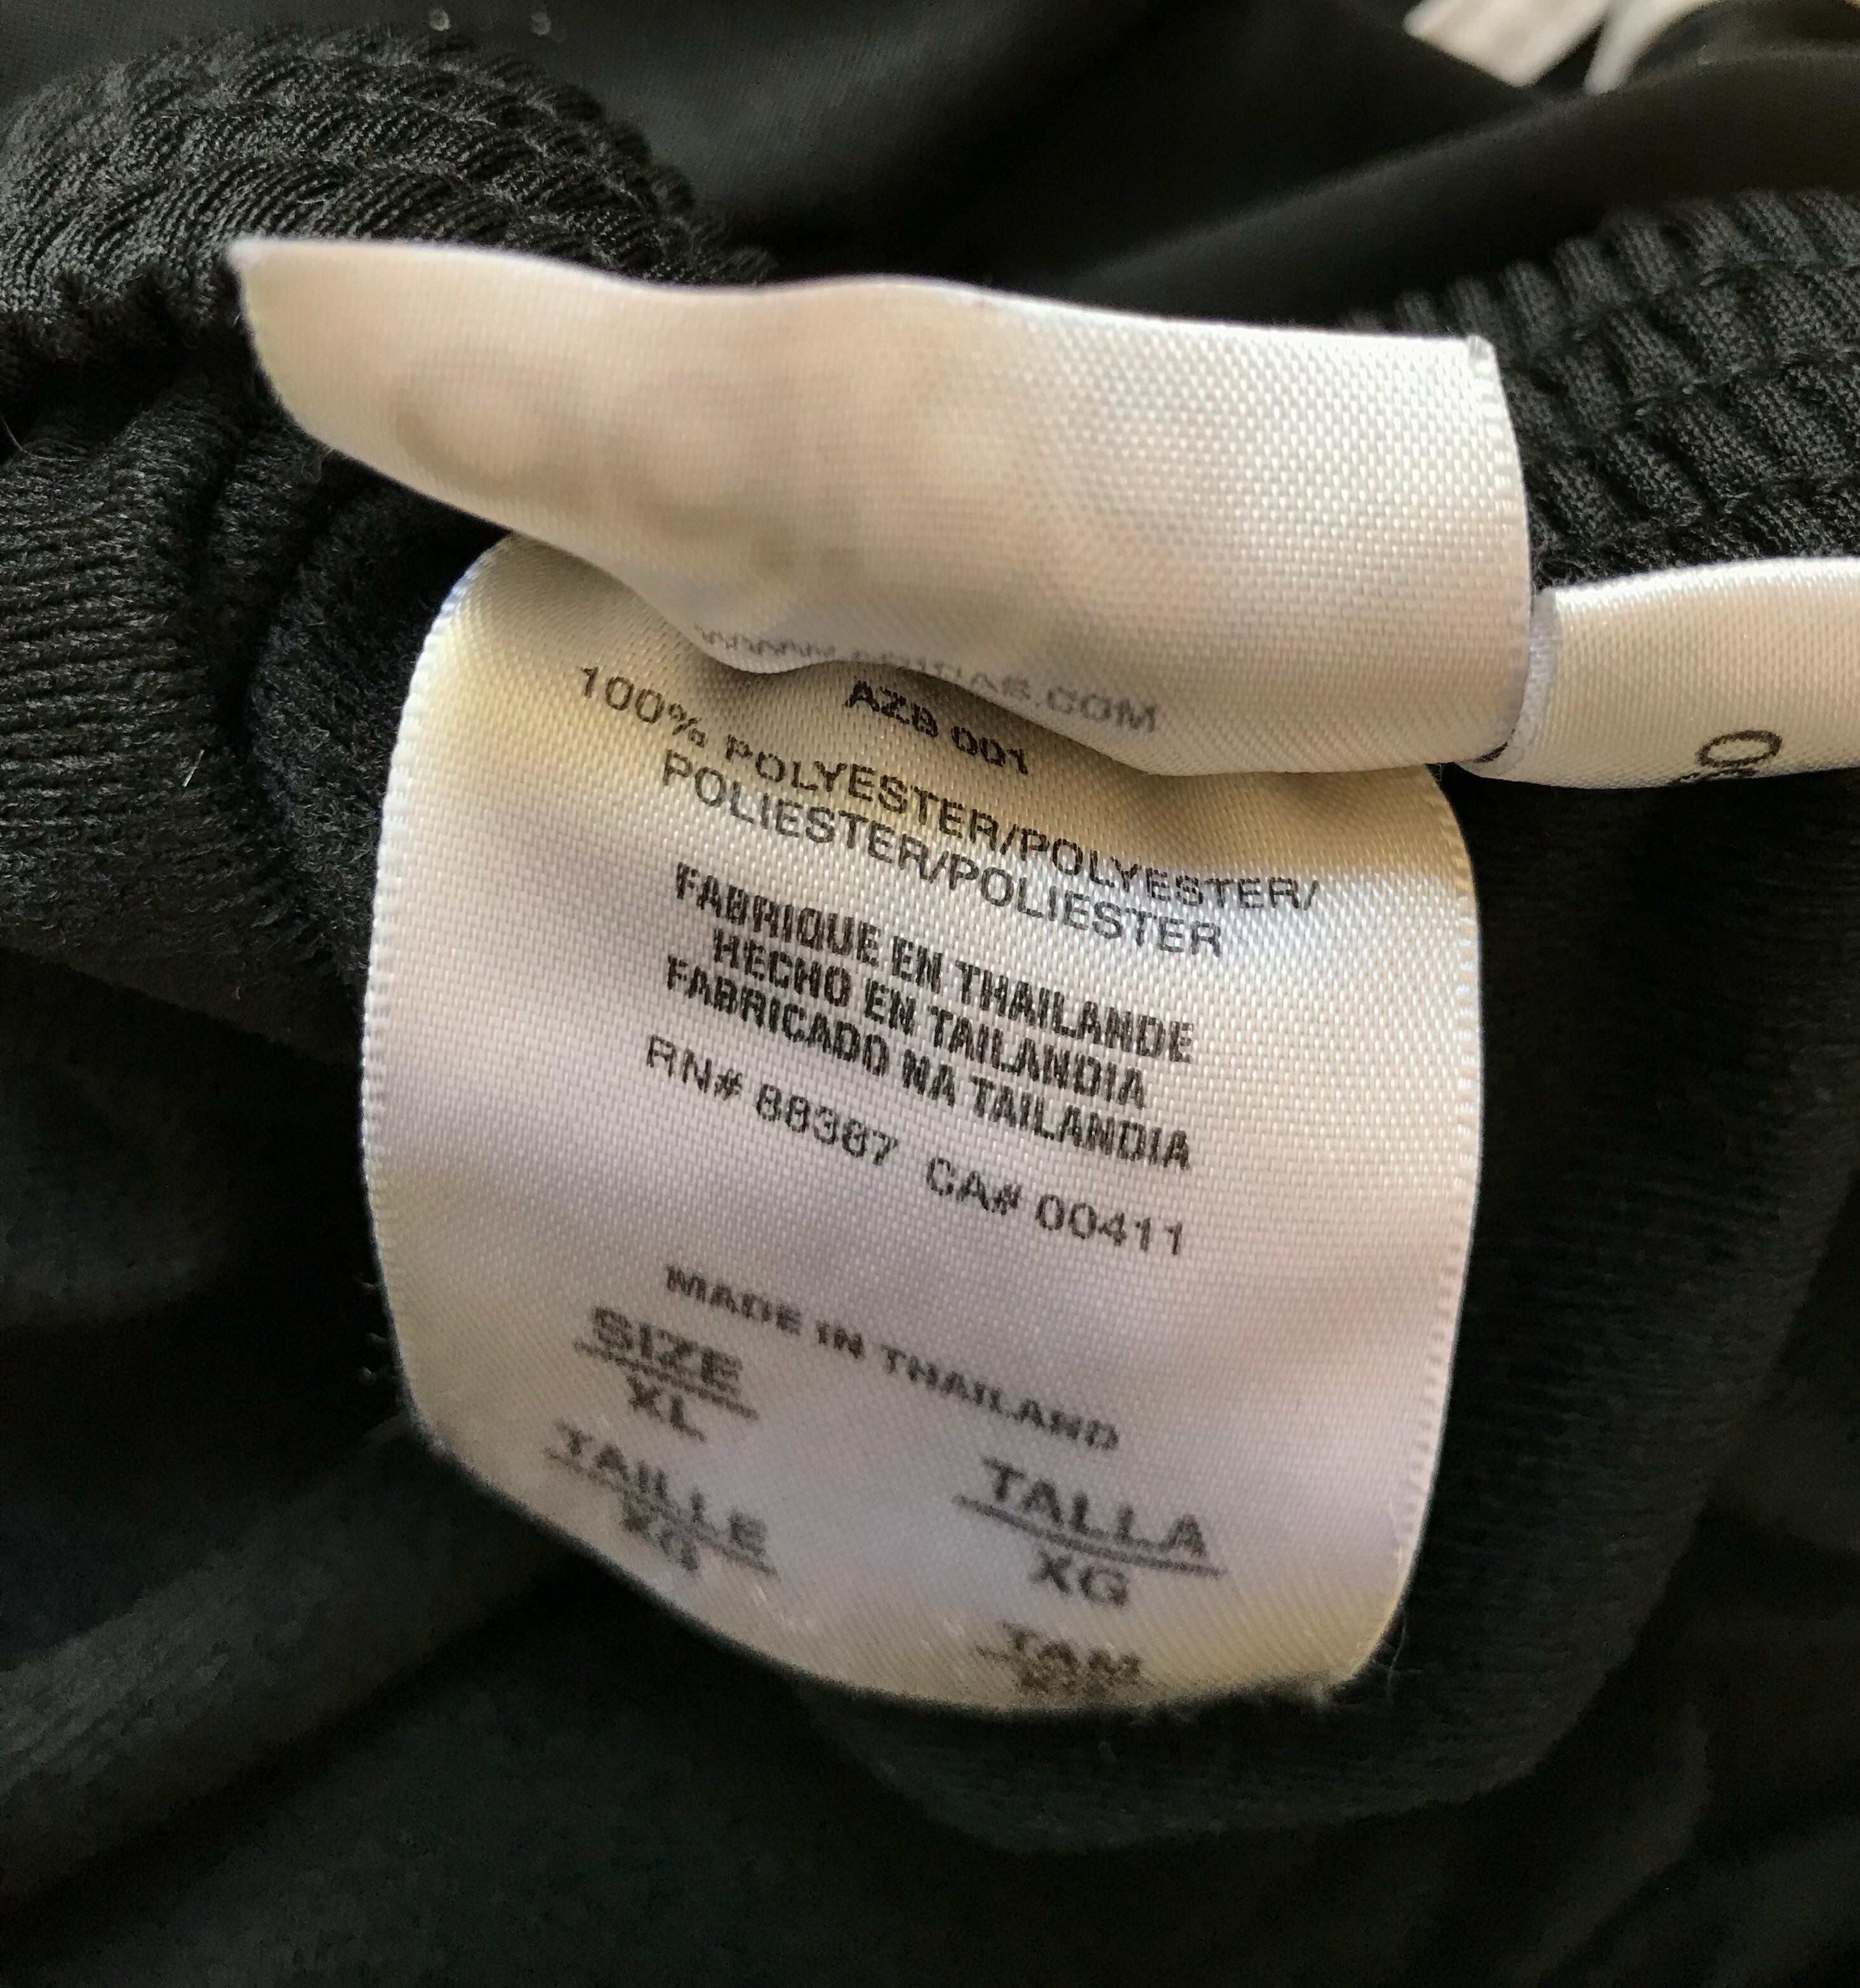 AZB 001
100% POLYESTER/POLYESTER/
POLIESTER/POLIESTER
FABRIQUE EN THAILANDE
HECHO EN TAILANDIA
FABRICADO NA TAILANDIA
RN# 88387 CA# 00411
MADE IN THAILAND
SIZE
XL
TAILLE
XG
TALLA
XG
TAM